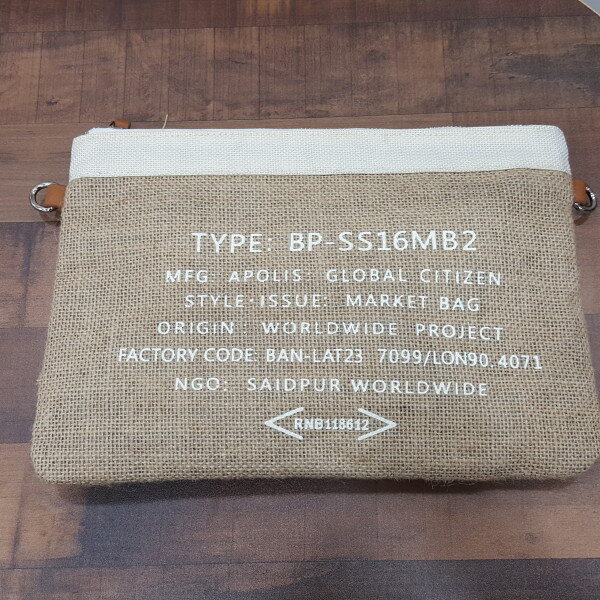 TYPE: BP-SS16MB2
MFG: APOLIS: GLOBAL CITIZEN
STYLE·ISSUE: MARKET BAG
ORIGIN: WORLDWIDE PROJECT
FACTORY CODE: BAN-LAT23 7099/LON90.4071
NGO: SAIDPUR WORLDWIDE
RNB118612